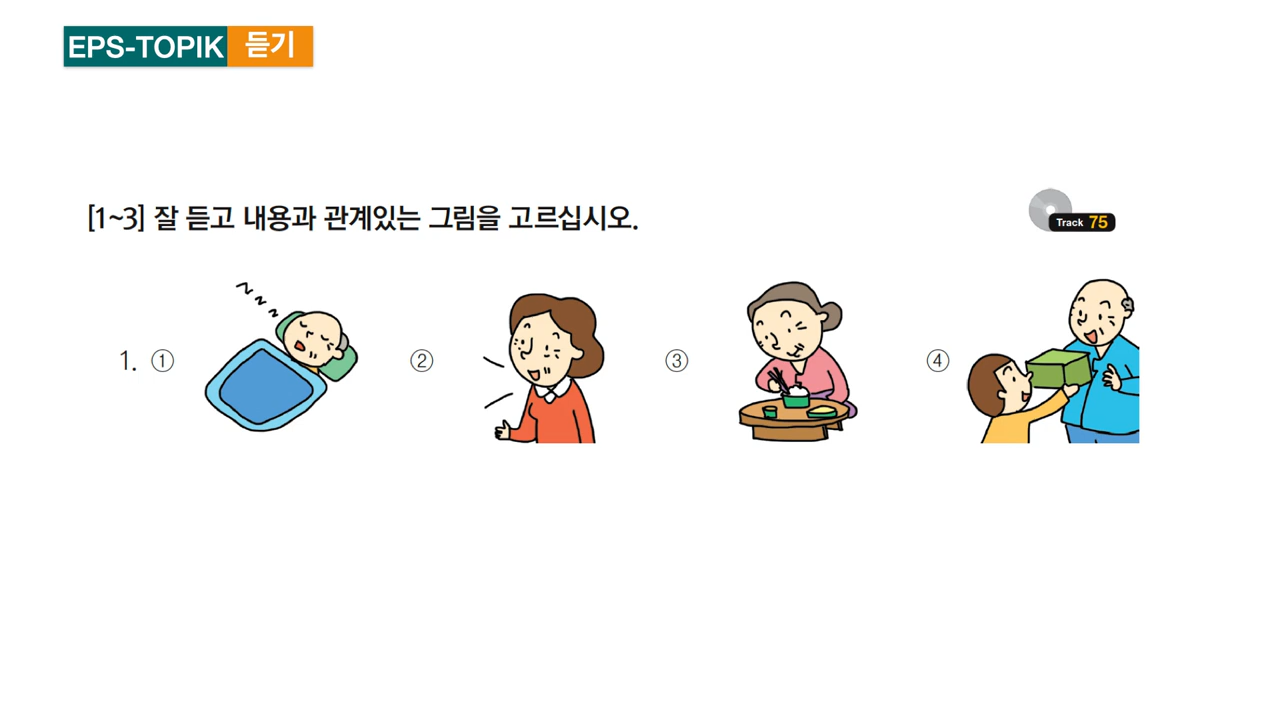 EPS-TOPIK 듣기
[1~3] 잘 듣고 내용과 관계있는 그림을 고르십시오.
Track 75
z z z
1. ① ② ③ ④